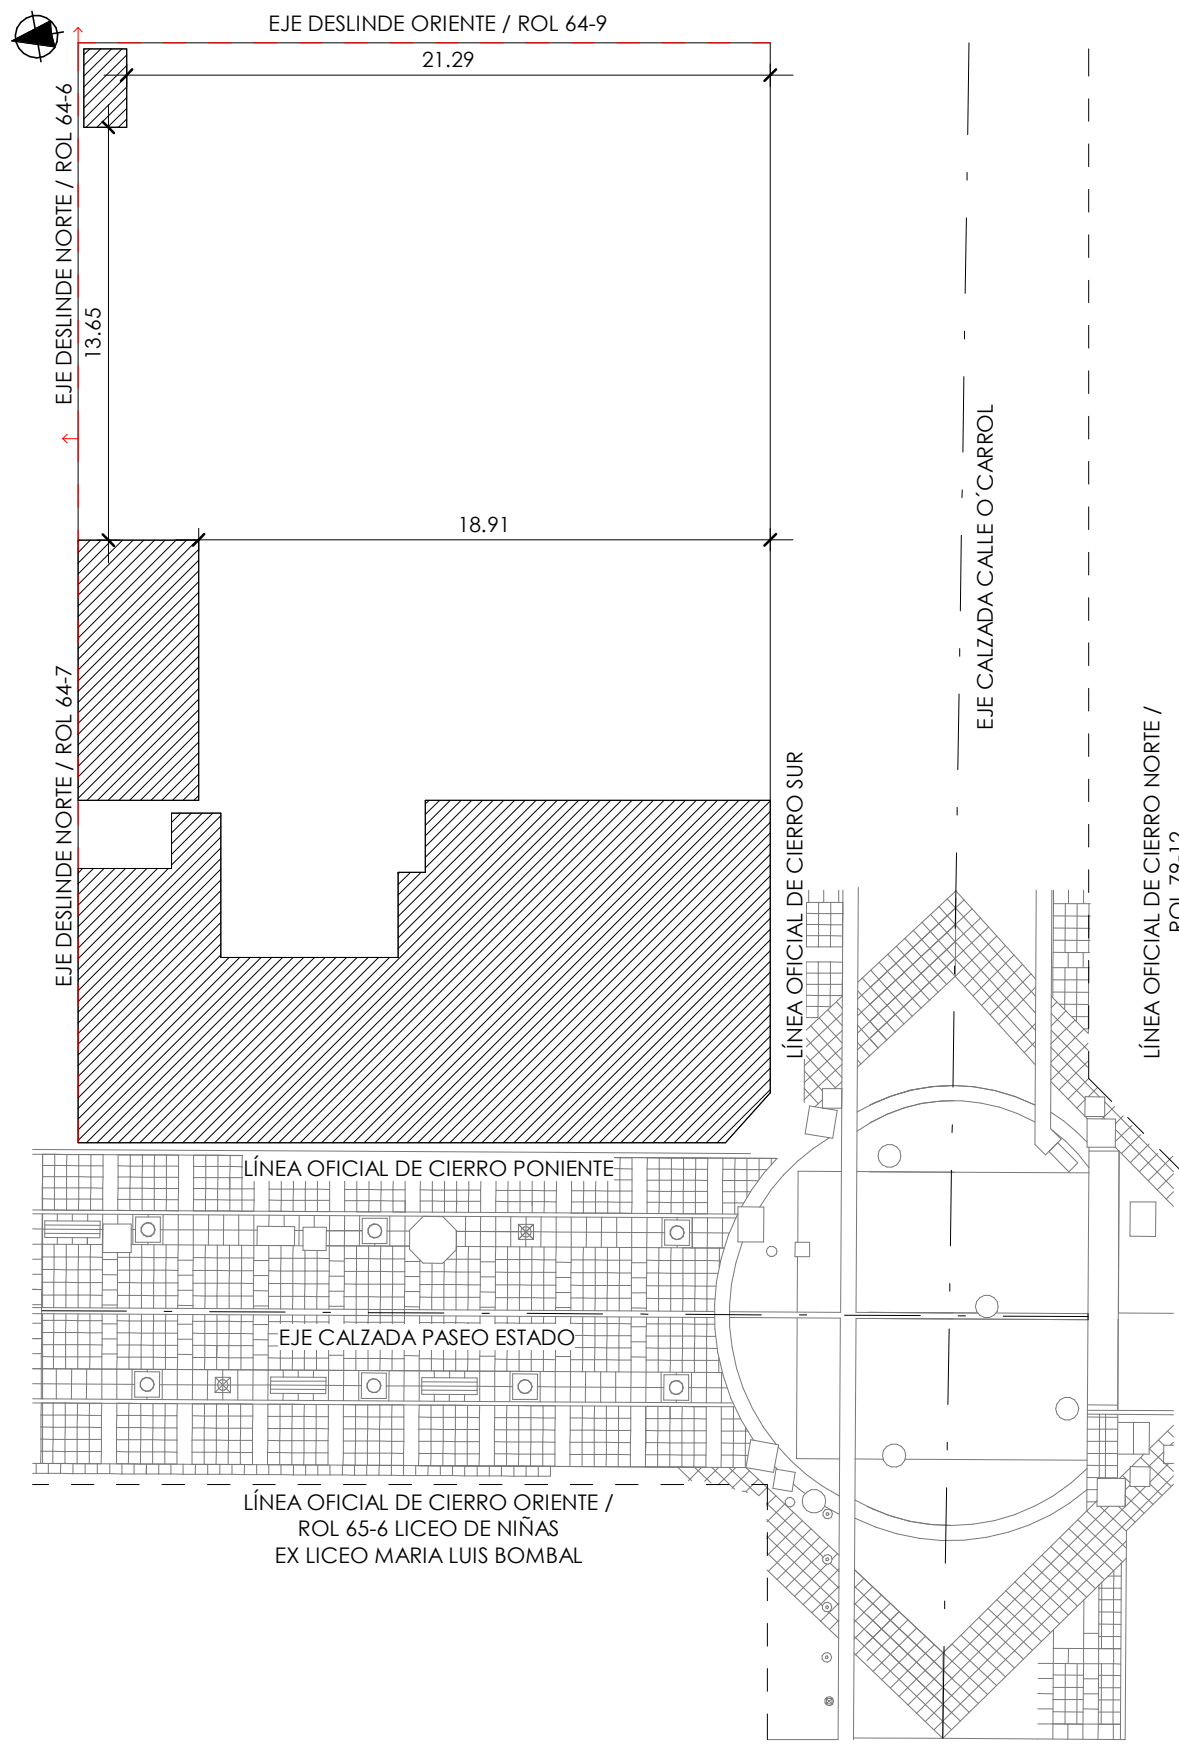 EJE DESLINDE ORIENTE / ROL 64-9
21.29
EJE DESLINDE NORTE / ROL 64-6
13.65
18.91
EJE CALZADA CALLE O´CARROL
EJE DESLINDE NORTE / ROL 64-7
LÍNEA OFICIAL DE CIERRO SUR
LÍNEA OFICIAL DE CIERRO NORTE /
ROL 79-12
LÍNEA OFICIAL DE CIERRO PONIENTE
EJE CALZADA PASEO ESTADO
LÍNEA OFICIAL DE CIERRO ORIENTE /
ROL 65-6 LICEO DE NIÑAS
EX LICEO MARIA LUIS BOMBAL